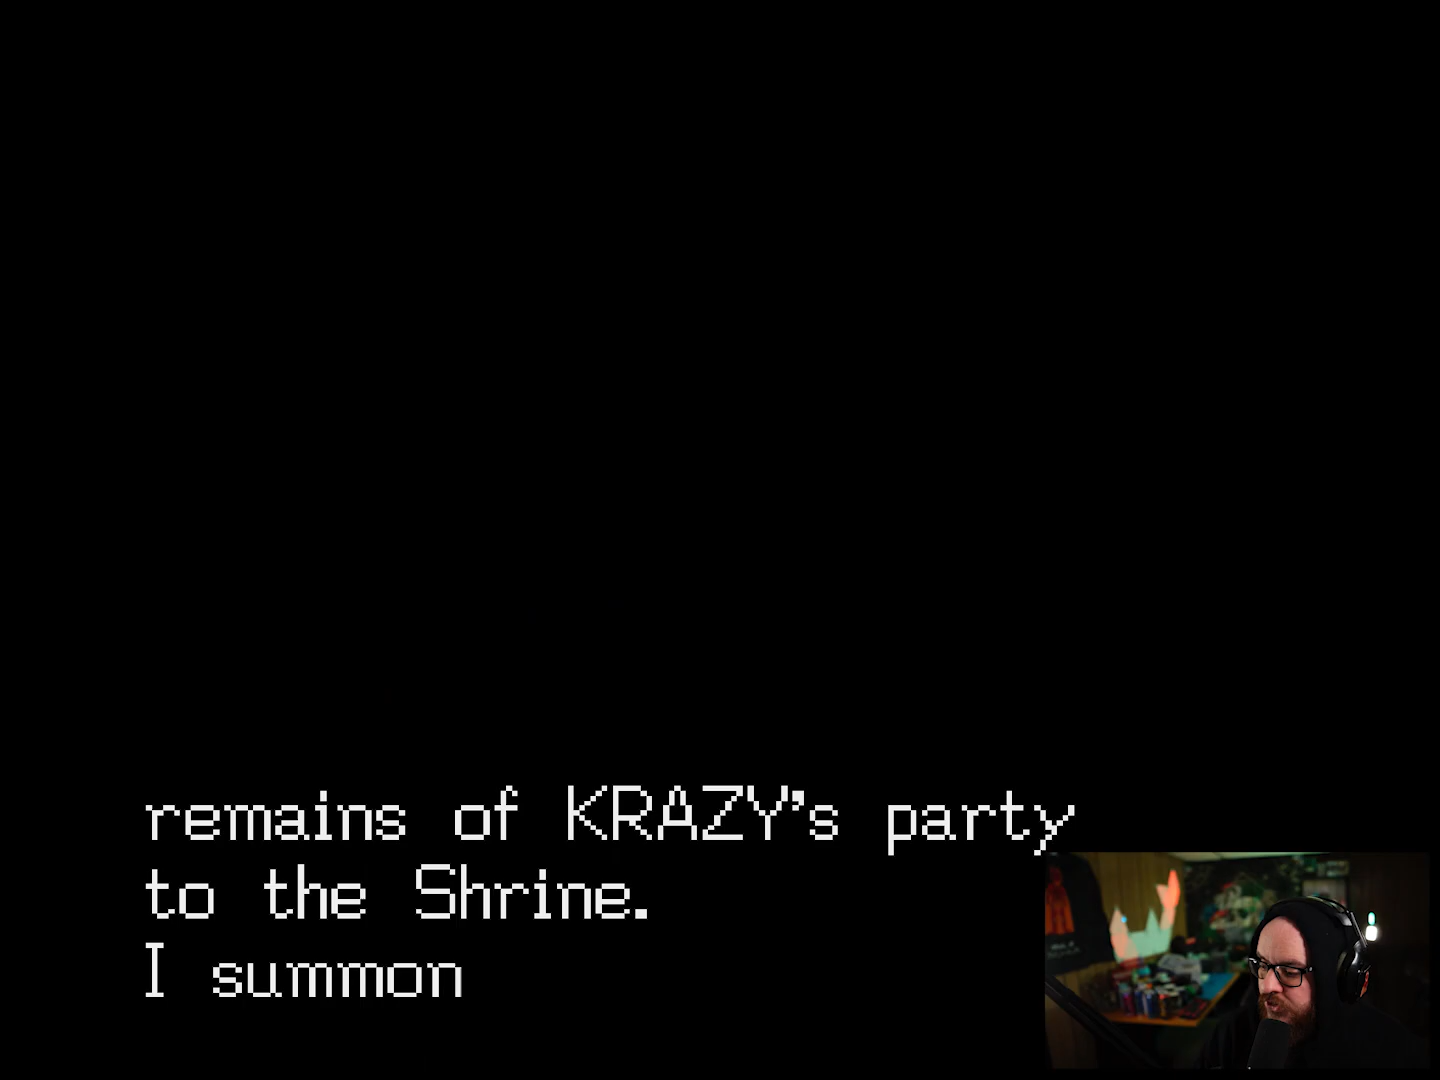 remains of KRAZY's party
to the Shrine.
I summon